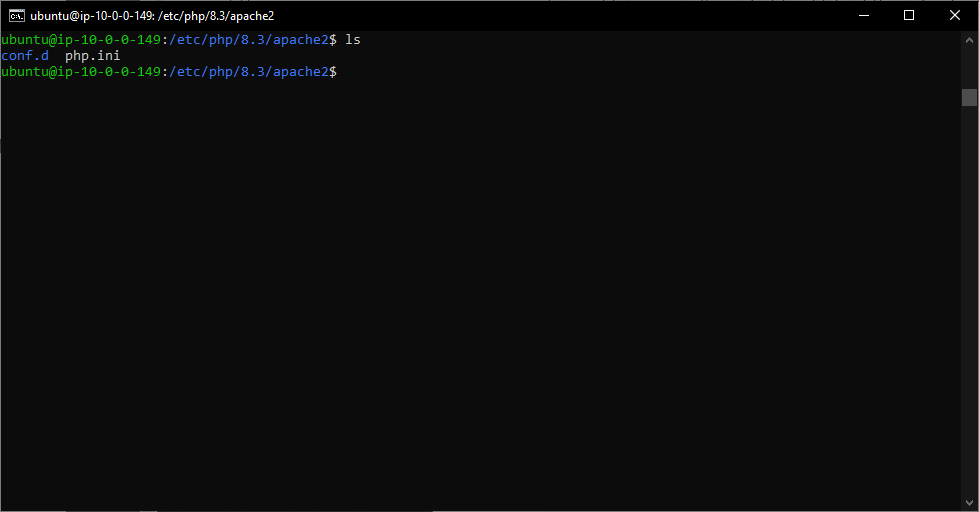 ubuntu@ip-10-0-0-149: /etc/php/8.3/apache2
ubuntu@ip-10-0-0-149:/etc/php/8.3/apache2$ ls
conf.d  php.ini
ubuntu@ip-10-0-0-149:/etc/php/8.3/apache2$